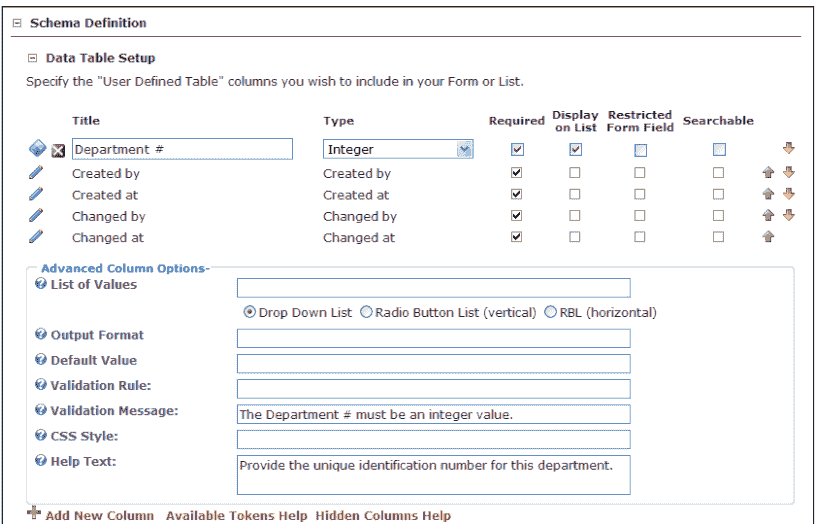 Schema Definition
Data Table Setup
Specify the "User Defined Table" columns you wish to include in your Form or List.
Title Type Required Display on List Restricted Form Field Searchable
Department # Integer
Created by Created by
Created at Created at
Changed by Changed by
Changed at Changed at
Advanced Column Options-
List of Values
Drop Down List Radio Button List (vertical) RBL (horizontal)
Output Format
Default Value
Validation Rule:
Validation Message: The Department # must be an integer value.
CSS Style:
Help Text: Provide the unique identification number for this department.
Add New Column Available Tokens Help Hidden Columns Help